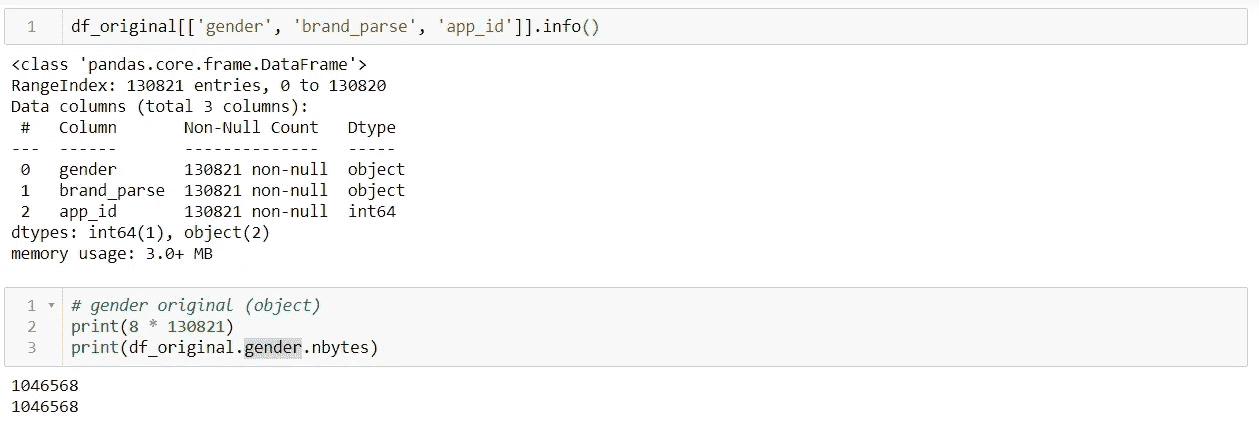 1 df_original[['gender', 'brand_parse', 'app_id']].info()
<class 'pandas.core.frame.DataFrame'>
RangeIndex: 130821 entries, 0 to 130820
Data columns (total 3 columns):
 #   Column       Non-Null Count   Dtype
---  ------       --------------   -----
 0   gender       130821 non-null  object
 1   brand_parse  130821 non-null  object
 2   app_id       130821 non-null  int64
dtypes: int64(1), object(2)
memory usage: 3.0+ MB
1 # gender original (object)
2 print(8 * 130821)
3 print(df_original.gender.nbytes)
1046568
1046568